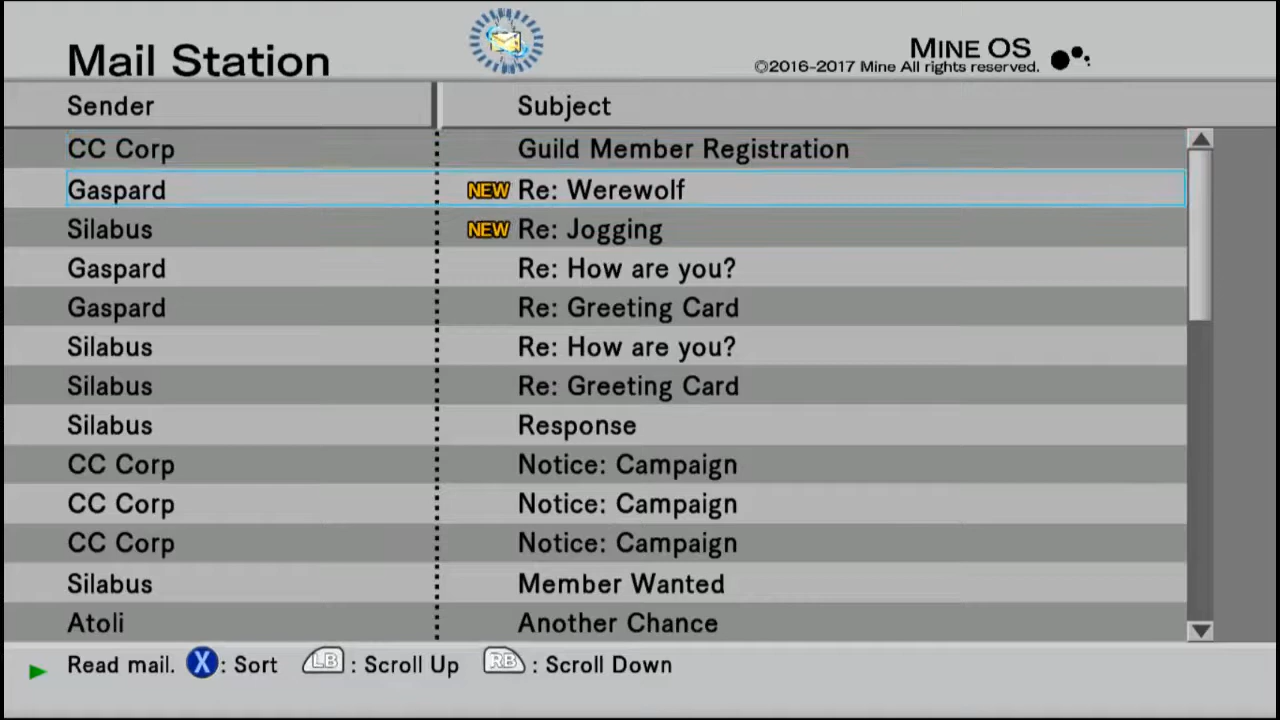 Mail Station
MINE OS
©2016-2017 Mine All rights reserved.
Sender Subject
CC Corp Guild Member Registration
Gaspard NEW Re: Werewolf
Silabus NEW Re: Jogging
Gaspard Re: How are you?
Gaspard Re: Greeting Card
Silabus Re: How are you?
Silabus Re: Greeting Card
Silabus Response
CC Corp Notice: Campaign
CC Corp Notice: Campaign
CC Corp Notice: Campaign
Silabus Member Wanted
Atoli Another Chance
Read mail. X: Sort LB : Scroll Up RB : Scroll Down